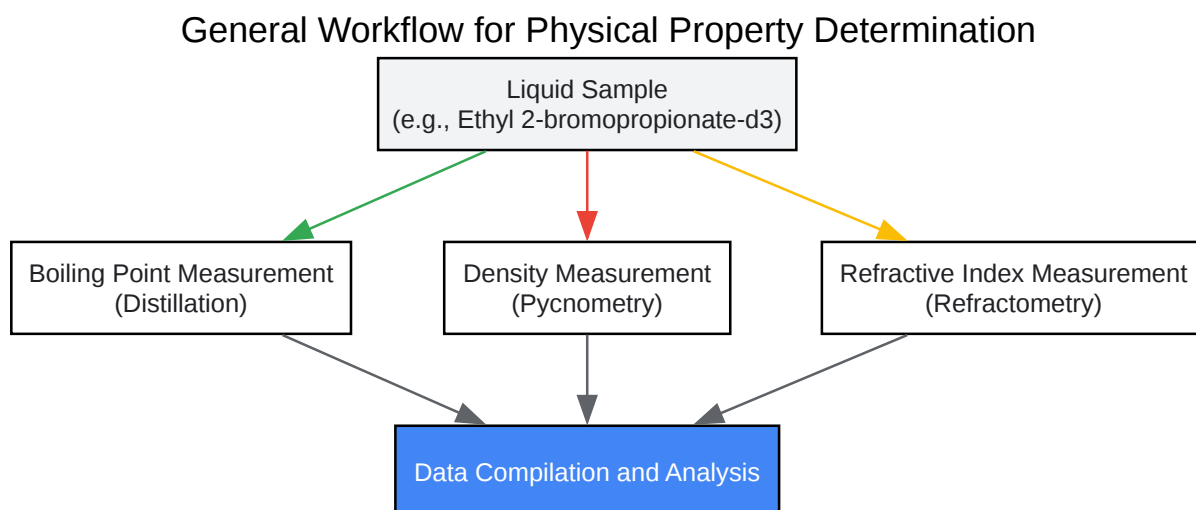 General Workflow for Physical Property Determination
Liquid Sample
(e.g., Ethyl 2-bromopropionate-d3)
Boiling Point Measurement
(Distillation)
Density Measurement
(Pycnometry)
Refractive Index Measurement
(Refractometry)
Data Compilation and Analysis